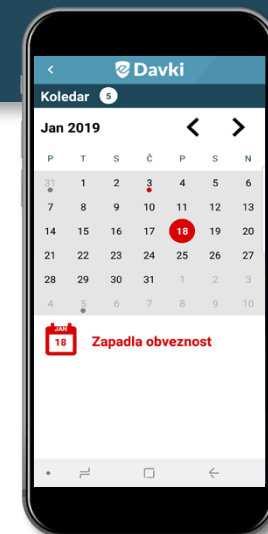 eDavki
Koledar 5
Jan 2019
P T S Č P S N
31 1 2 3 4 5 6
7 8 9 10 11 12 13
14 15 16 17 18 19 20
21 22 23 24 25 26 27
28 29 30 31 1 2 3
4 5 6 7 8 9 10
JAN
18 Zapadla obveznost